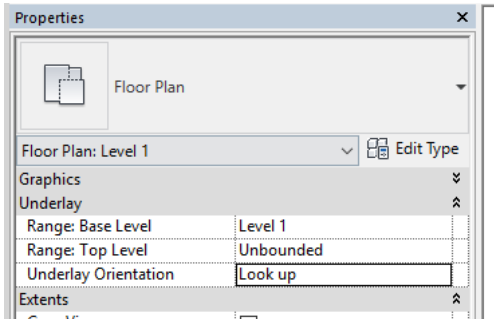 Properties
Floor Plan
Floor Plan: Level 1 Edit Type
Graphics
Underlay
Range: Base Level Level 1
Range: Top Level Unbounded
Underlay Orientation Look up
Extents